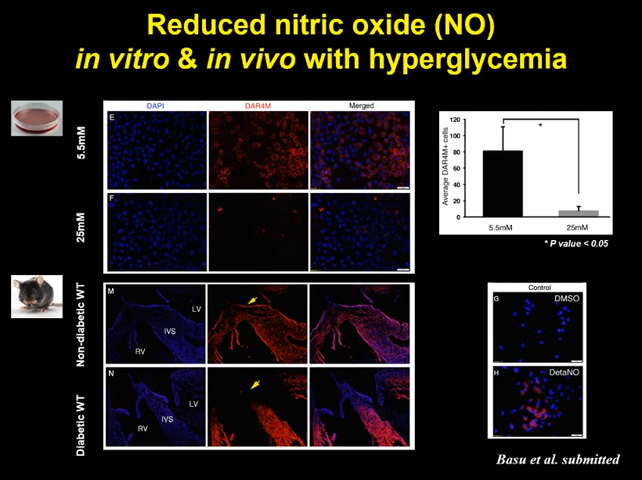 Reduced nitric oxide (NO)
in vitro & in vivo with hyperglycemia
DAPI DAR4M Merged
5.5mM
E
25mM
F
Non-diabetic WT
M
LV
IVS
RV
Diabetic WT
N
LV
IVS
RV
Average DAR4M+ cells
120
100
80
60
40
20
0
*
5.5mM 25mM
* P value < 0.05
Control
G
DMSO
H
DetaNO
Basu et al. submitted